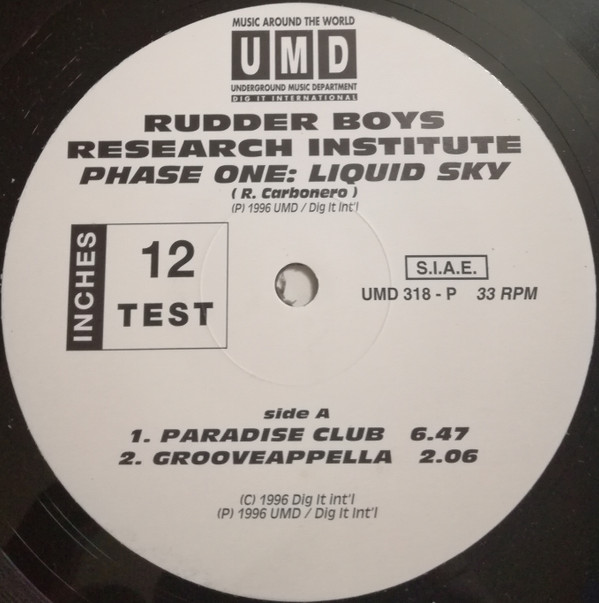 MUSIC AROUND THE WORLD
UMD
UNDERGROUND MUSIC DEPARTMENT
DIG IT INTERNATIONAL
RUDDER BOYS
RESEARCH INSTITUTE
PHASE ONE: LIQUID SKY
( R. Carbonero )
(P) 1996 UMD / Dig It Int'l
INCHES
12
TEST
S.I.A.E.
UMD 318 - P 33 RPM
side A
1. PARADISE CLUB 6.47
2. GROOVEAPPELLA 2.06
(C) 1996 Dig It Int'l
(P) 1996 UMD / Dig It Int'l